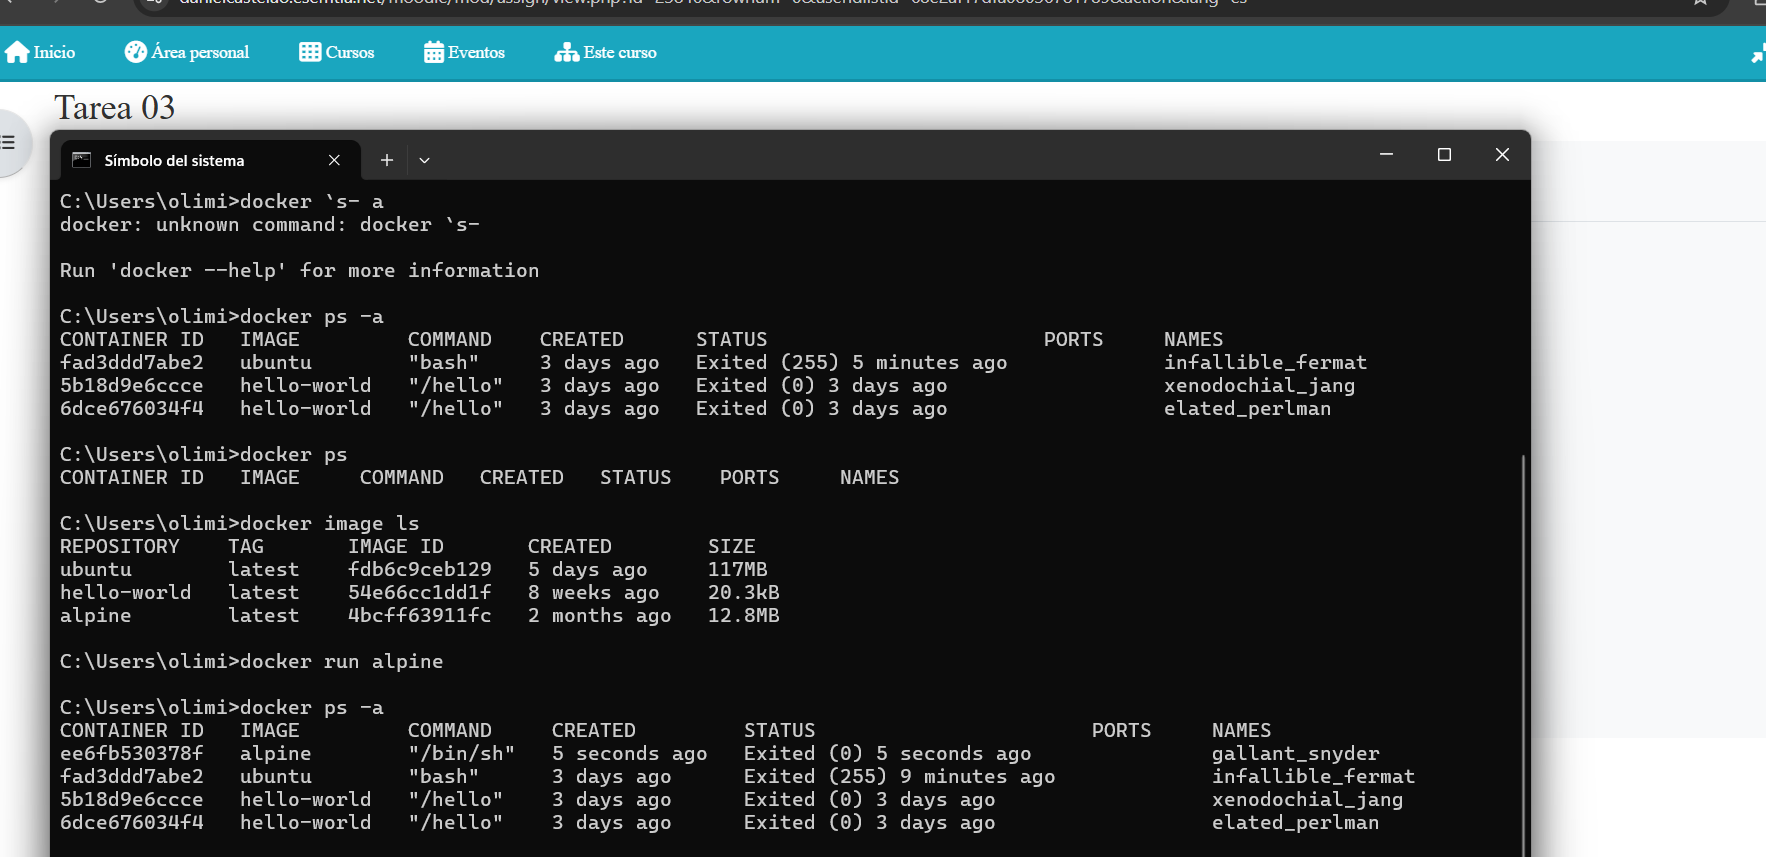 Inicio Área personal Cursos Eventos Este curso
Tarea 03
Símbolo del sistema
C:\Users\olimi>docker `s- a
docker: unknown command: docker `s-
Run 'docker --help' for more information
C:\Users\olimi>docker ps -a
CONTAINER ID IMAGE COMMAND CREATED STATUS PORTS NAMES
fad3ddd7abe2 ubuntu "bash" 3 days ago Exited (255) 5 minutes ago infallible_fermat
5b18d9e6ccce hello-world "/hello" 3 days ago Exited (0) 3 days ago xenodochial_jang
6dce676034f4 hello-world "/hello" 3 days ago Exited (0) 3 days ago elated_perlman
C:\Users\olimi>docker ps
CONTAINER ID IMAGE COMMAND CREATED STATUS PORTS NAMES
C:\Users\olimi>docker image ls
REPOSITORY TAG IMAGE ID CREATED SIZE
ubuntu latest fdb6c9ceb129 5 days ago 117MB
hello-world latest 54e66cc1dd1f 8 weeks ago 20.3kB
alpine latest 4bcff63911fc 2 months ago 12.8MB
C:\Users\olimi>docker run alpine
C:\Users\olimi>docker ps -a
CONTAINER ID IMAGE COMMAND CREATED STATUS PORTS NAMES
ee6fb530378f alpine "/bin/sh" 5 seconds ago Exited (0) 5 seconds ago gallant_snyder
fad3ddd7abe2 ubuntu "bash" 3 days ago Exited (255) 9 minutes ago infallible_fermat
5b18d9e6ccce hello-world "/hello" 3 days ago Exited (0) 3 days ago xenodochial_jang
6dce676034f4 hello-world "/hello" 3 days ago Exited (0) 3 days ago elated_perlman